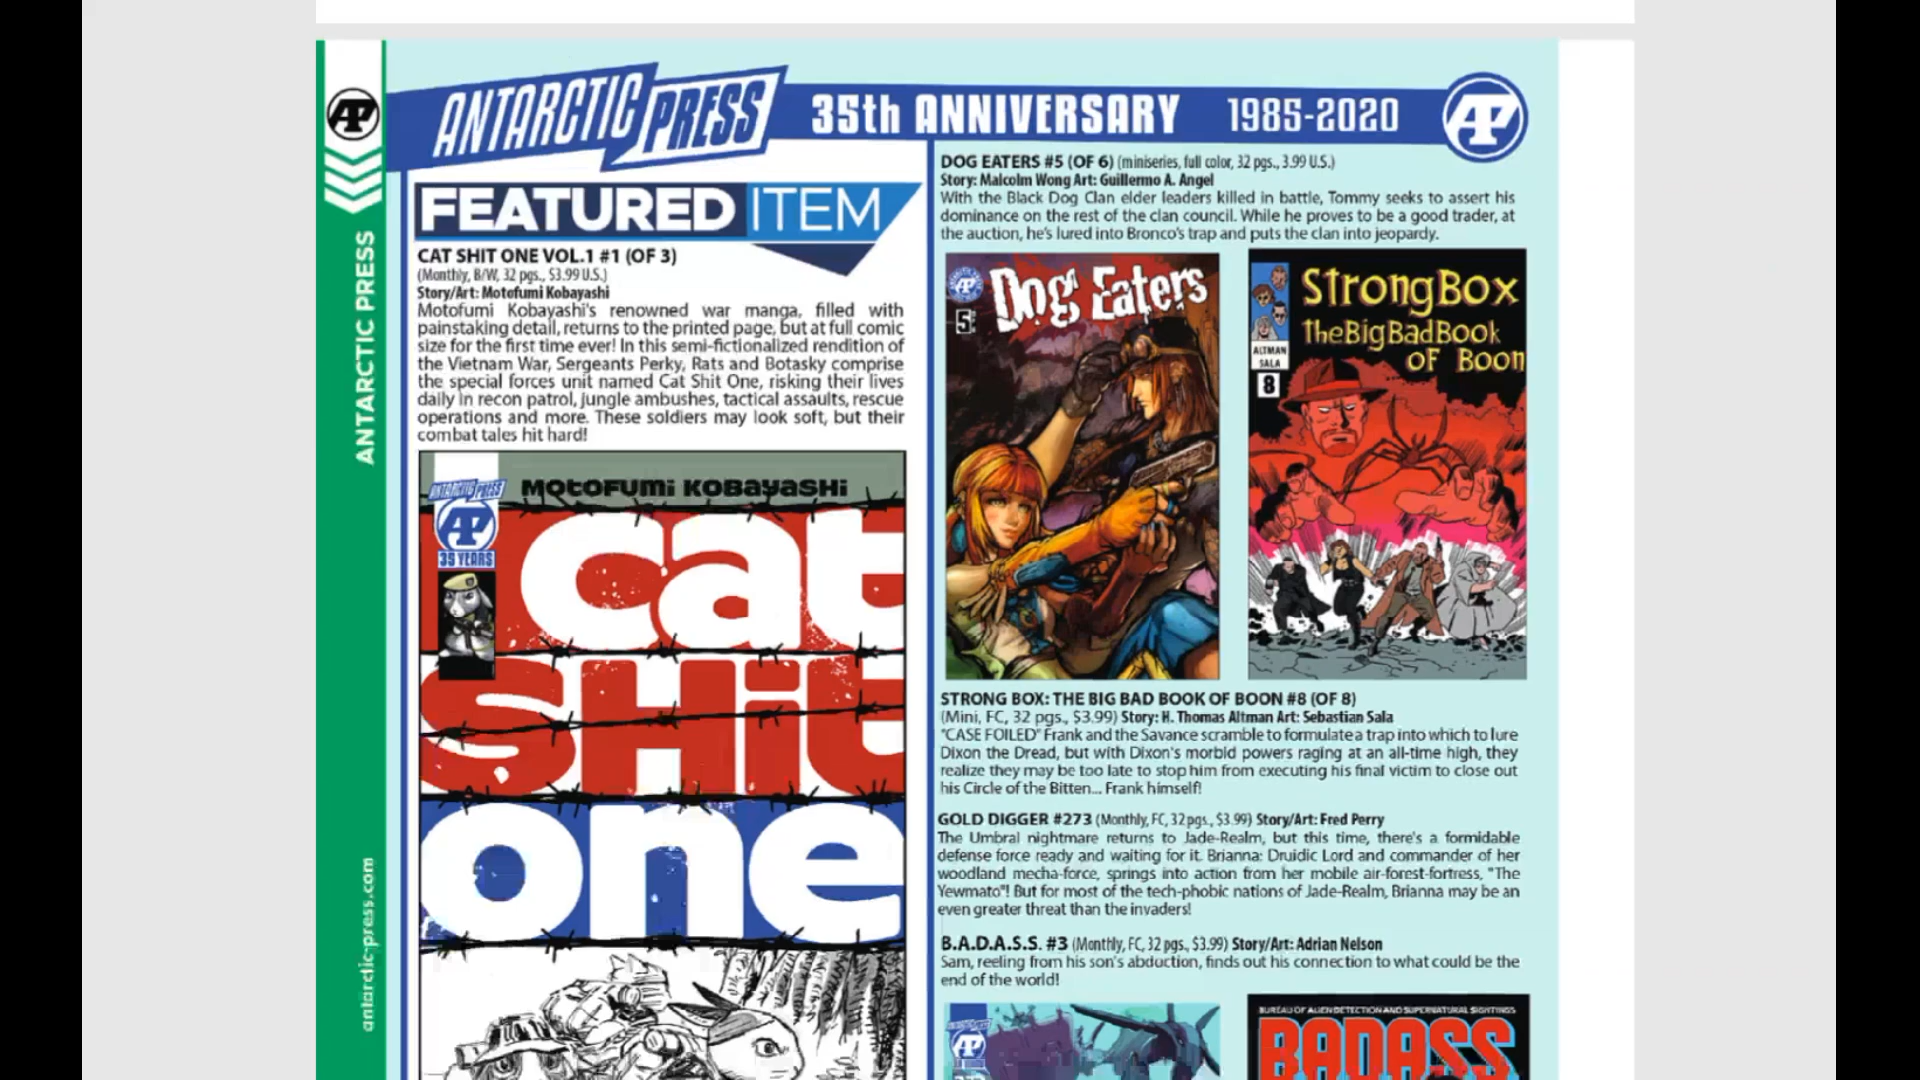 ANTARCTIC PRESS
antarctic-press.com
ANTARCTIC PRESS 35th ANNIVERSARY 1985-2020
AP
AP
FEATURED ITEM
CAT SHIT ONE VOL.1 #1 (OF 3)
(Monthly, B/W, 32 pgs., $3.99 U.S.)
Story/Art: Motofumi Kobayashi
Motofumi Kobayashi's renowned war manga, filled with
painstaking detail, returns to the printed page, but at full comic
size for the first time ever! In this semi-fictionalized rendition of
the Vietnam War, Sergeants Perky, Rats and Botasky comprise
the special forces unit named Cat Shit One, risking their lives
daily in recon patrol, jungle ambushes, tactical assaults, rescue
operations and more. These soldiers may look soft, but their
combat tales hit hard!
ANTARCTIC PRESS
AP
35 YEARS
MOTOFUMI KOBAYASHI
cat
SHit
one
DOG EATERS #5 (OF 6) (miniseries, full color, 32 pgs., 3.99 U.S.)
Story: Malcolm Wong Art: Guillermo A. Angel
With the Black Dog Clan elder leaders killed in battle, Tommy seeks to assert his
dominance on the rest of the clan council. While he proves to be a good trader, at
the auction, he's lured into Bronco's trap and puts the clan into jeopardy.
AP
Dog Eaters
5
StrongBox
TheBigBadBook
OF Boon
ALTMAN
SALA
8
STRONG BOX: THE BIG BAD BOOK OF BOON #8 (OF 8)
(Mini, FC, 32 pgs., $3.99) Story: H. Thomas Altman Art: Sebastian Sala
"CASE FOILED" Frank and the Savance scramble to formulate a trap into which to lure
Dixon the Dread, but with Dixon's morbid powers raging at an all-time high, they
realize they may be too late to stop him from executing his final victim to close out
his Circle of the Bitten... Frank himself!
GOLD DIGGER #273 (Monthly, FC, 32 pgs., $3.99) Story/Art: Fred Perry
The Umbral nightmare returns to Jade-Realm, but this time, there's a formidable
defense force ready and waiting for it. Brianna: Druidic Lord and commander of her
woodland mecha-force, springs into action from her mobile air-forest-fortress, "The
Yewmato"! But for most of the tech-phobic nations of Jade-Realm, Brianna may be an
even greater threat than the invaders!
B.A.D.A.S.S. #3 (Monthly, FC, 32 pgs., $3.99) Story/Art: Adrian Nelson
Sam, reeling from his son's abduction, finds out his connection to what could be the
end of the world!
ANTARCTIC PRESS
AP
BUREAU OF ALIEN DETECTION AND SUPERNATURAL SIGHTINGS
BADASS